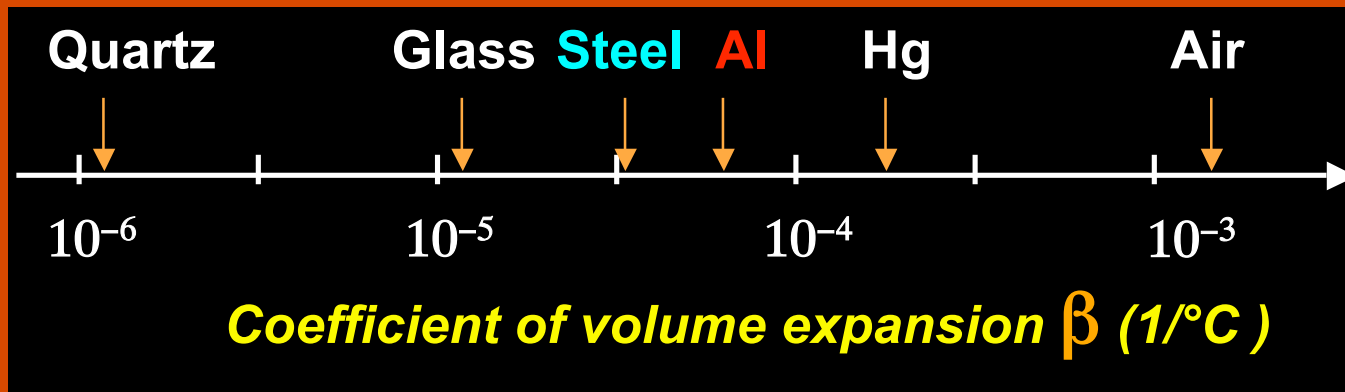 Quartz Glass Steel Al Hg Air
10⁻⁶ 10⁻⁵ 10⁻⁴ 10⁻³
Coefficient of volume expansion β (1/°C )